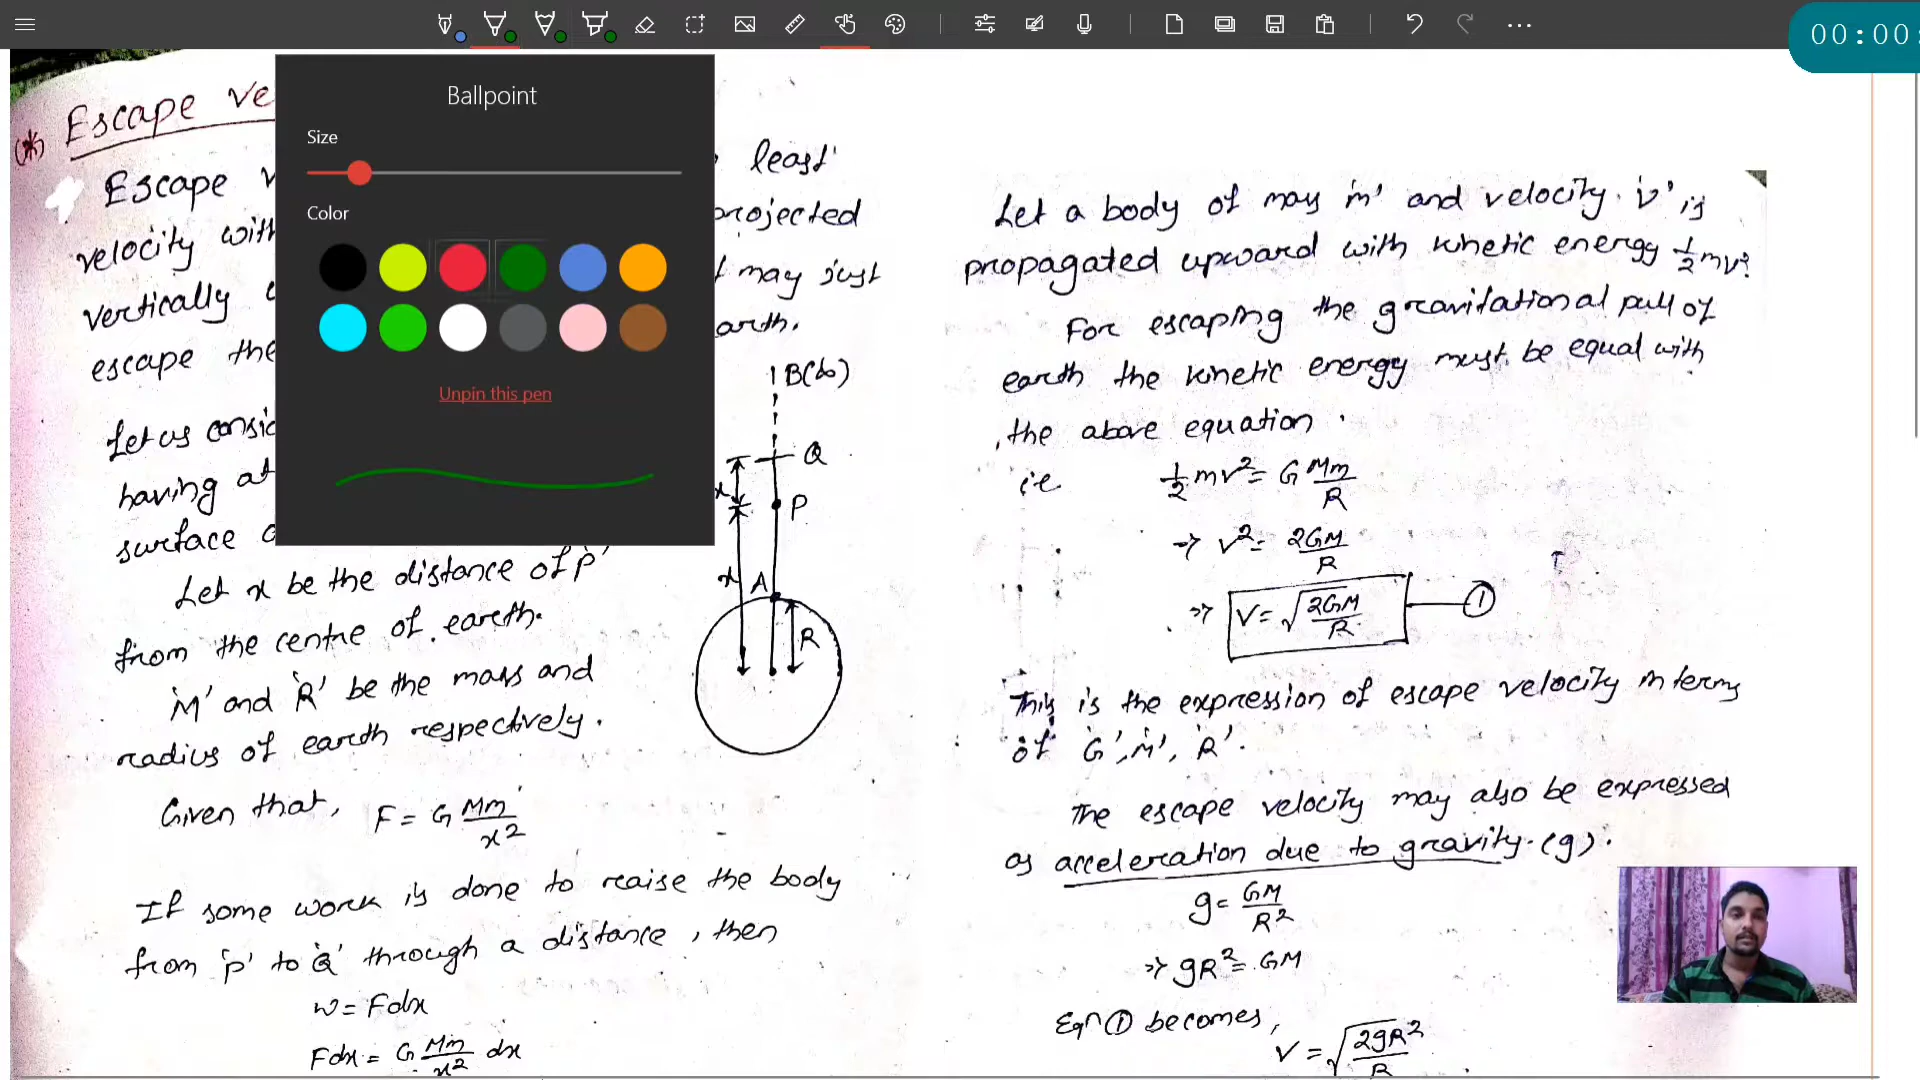 00:00:
Ballpoint
Size
Color
Unpin this pen
(*) Escape ve
Escape v least
velocity with projected
vertically may just
escape the arth.
Let us consid
having at
surface o
Let x be the distance of 'P'
from the centre of earth.
'M' and 'R' be the mass and
radius of earth respectively.
Given that, F = G Mm/x²
If some work is done to raise the body
from 'p' to 'Q' through a distance, then
w = Fdx
Fdx = G Mm/x² dx
B(∞)
Q
x
P
x
A
R
Let a body of mass 'm' and velocity 'v' is
propagated upward with kinetic energy ½mv².
For escaping the gravitational pull of
earth the kinetic energy must be equal with
the above equation.
i.e ½mv² = G Mm/R
⇒ v² = 2GM/R
⇒ V = √2GM/R ①
This is the expression of escape velocity in terms
of 'G', 'M', 'R'.
The escape velocity may also be expressed
as acceleration due to gravity. (g).
g = GM/R²
⇒ gR² = GM
Eqn ① becomes,
V = √2gR²/R